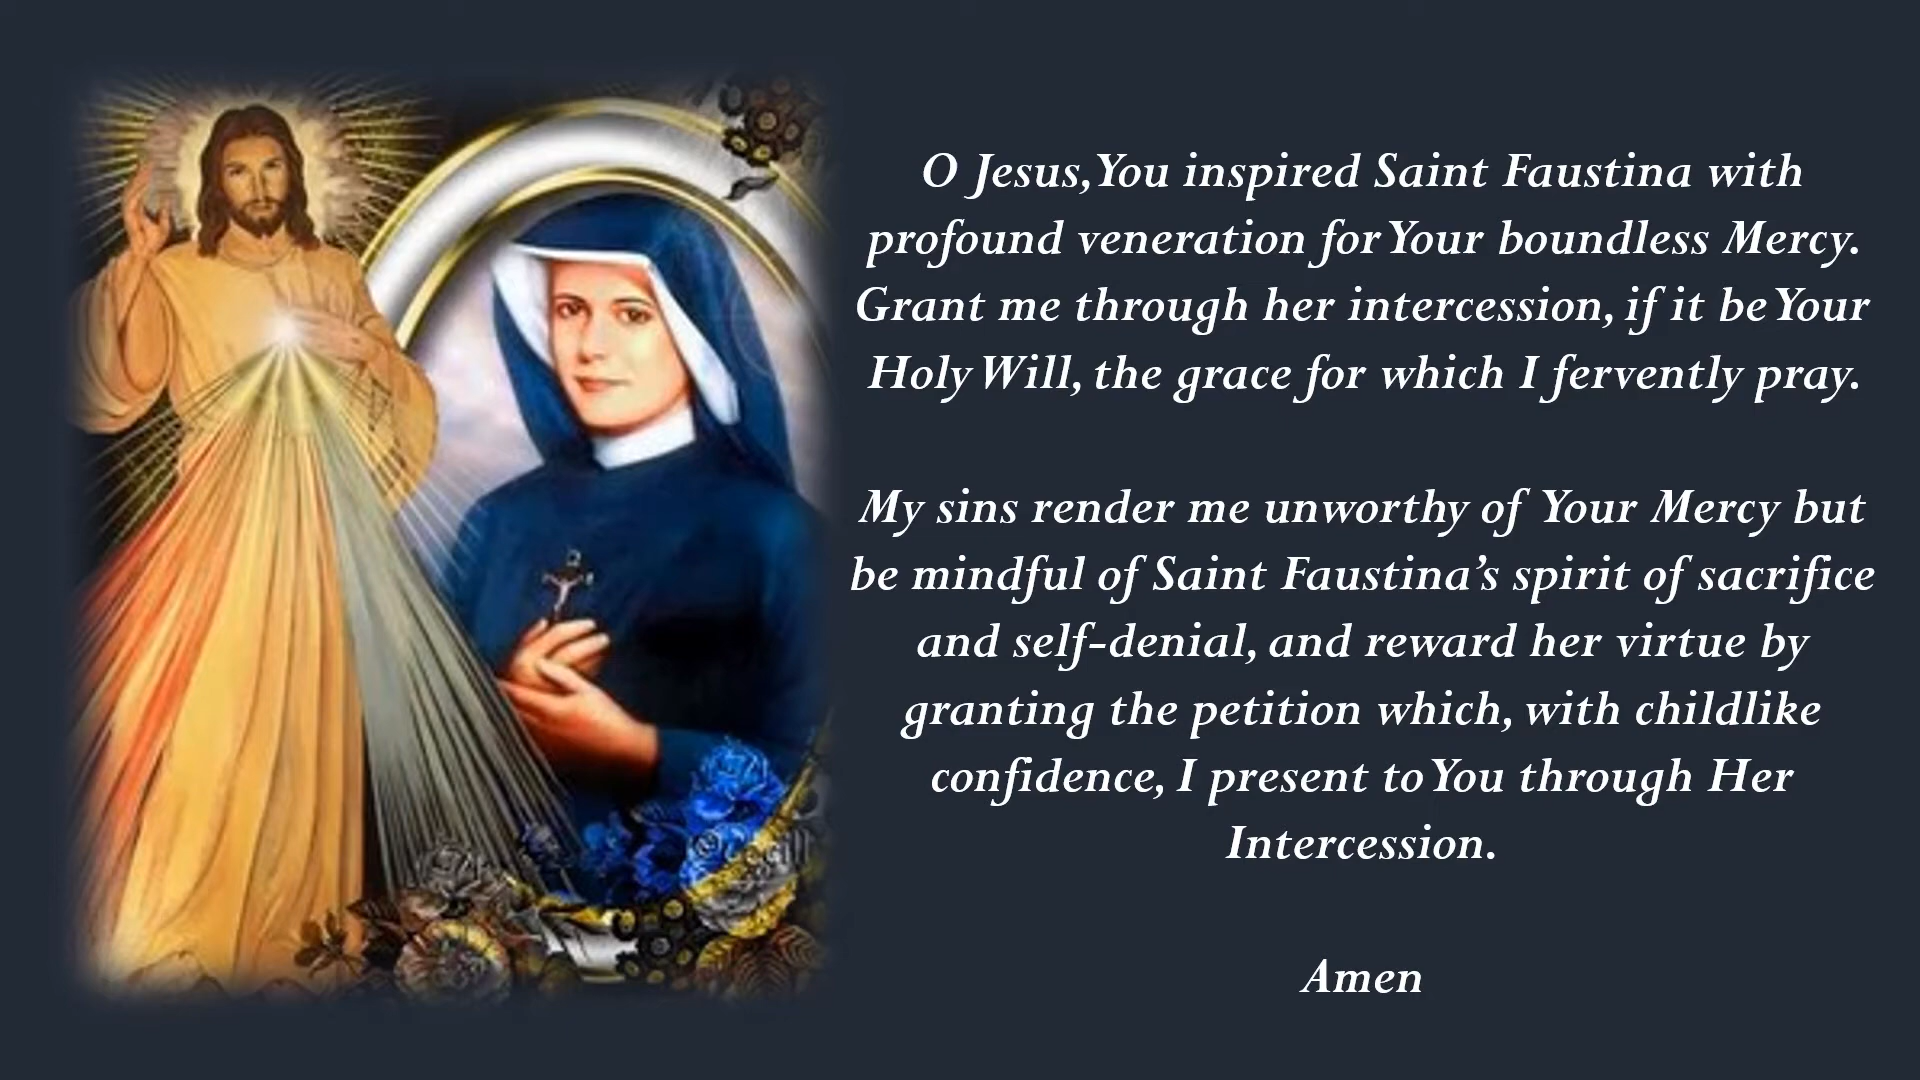 O Jesus, You inspired Saint Faustina with
profound veneration for Your boundless Mercy.
Grant me through her intercession, if it be Your
Holy Will, the grace for which I fervently pray.
My sins render me unworthy of Your Mercy but
be mindful of Saint Faustina’s spirit of sacrifice
and self-denial, and reward her virtue by
granting the petition which, with childlike
confidence, I present to You through Her
Intercession.
Amen